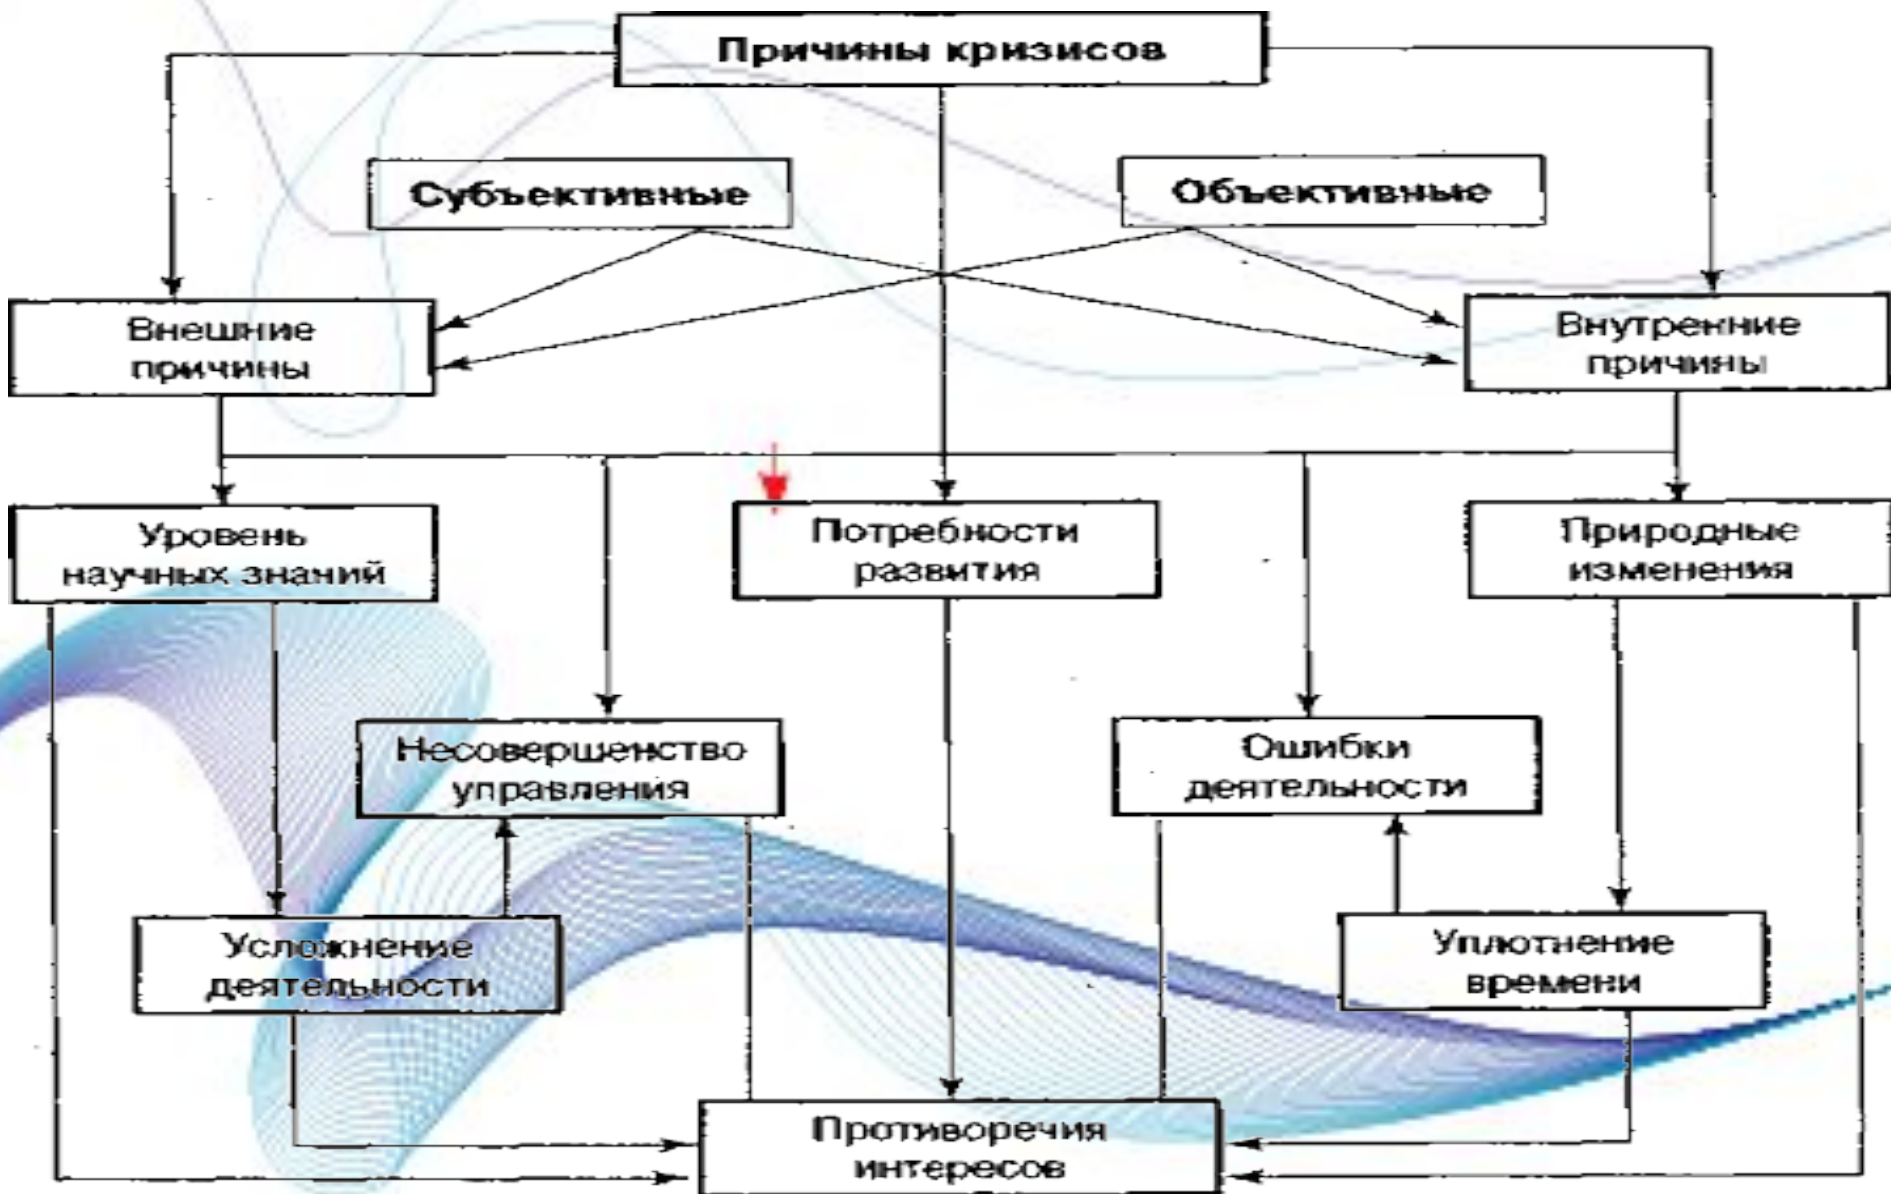 Причины кризисов
Субъективные
Объективные
Внешние
причины
Внутренние
причины
Уровень
научных знаний
Потребности
развития
Природные
изменения
Несовершенство
управления
Ошибки
деятельности
Усложнение
деятельности
Уплотнение
времени
Противоречия
интересов